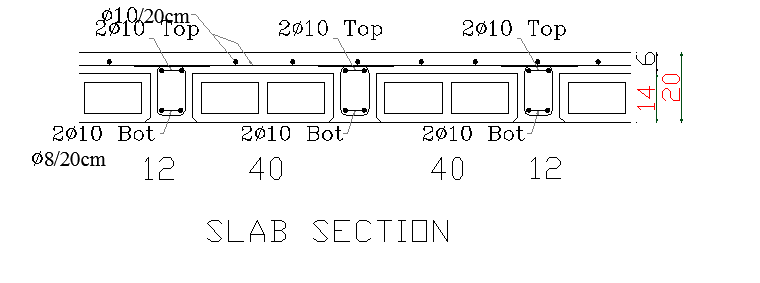 Ø10/20cm
2ø10 Top 2ø10 Top 2ø10 Top
6
14
20
2ø10 Bot 2ø10 Bot 2ø10 Bot
Ø8/20cm
12 40 40 12
SLAB SECTION